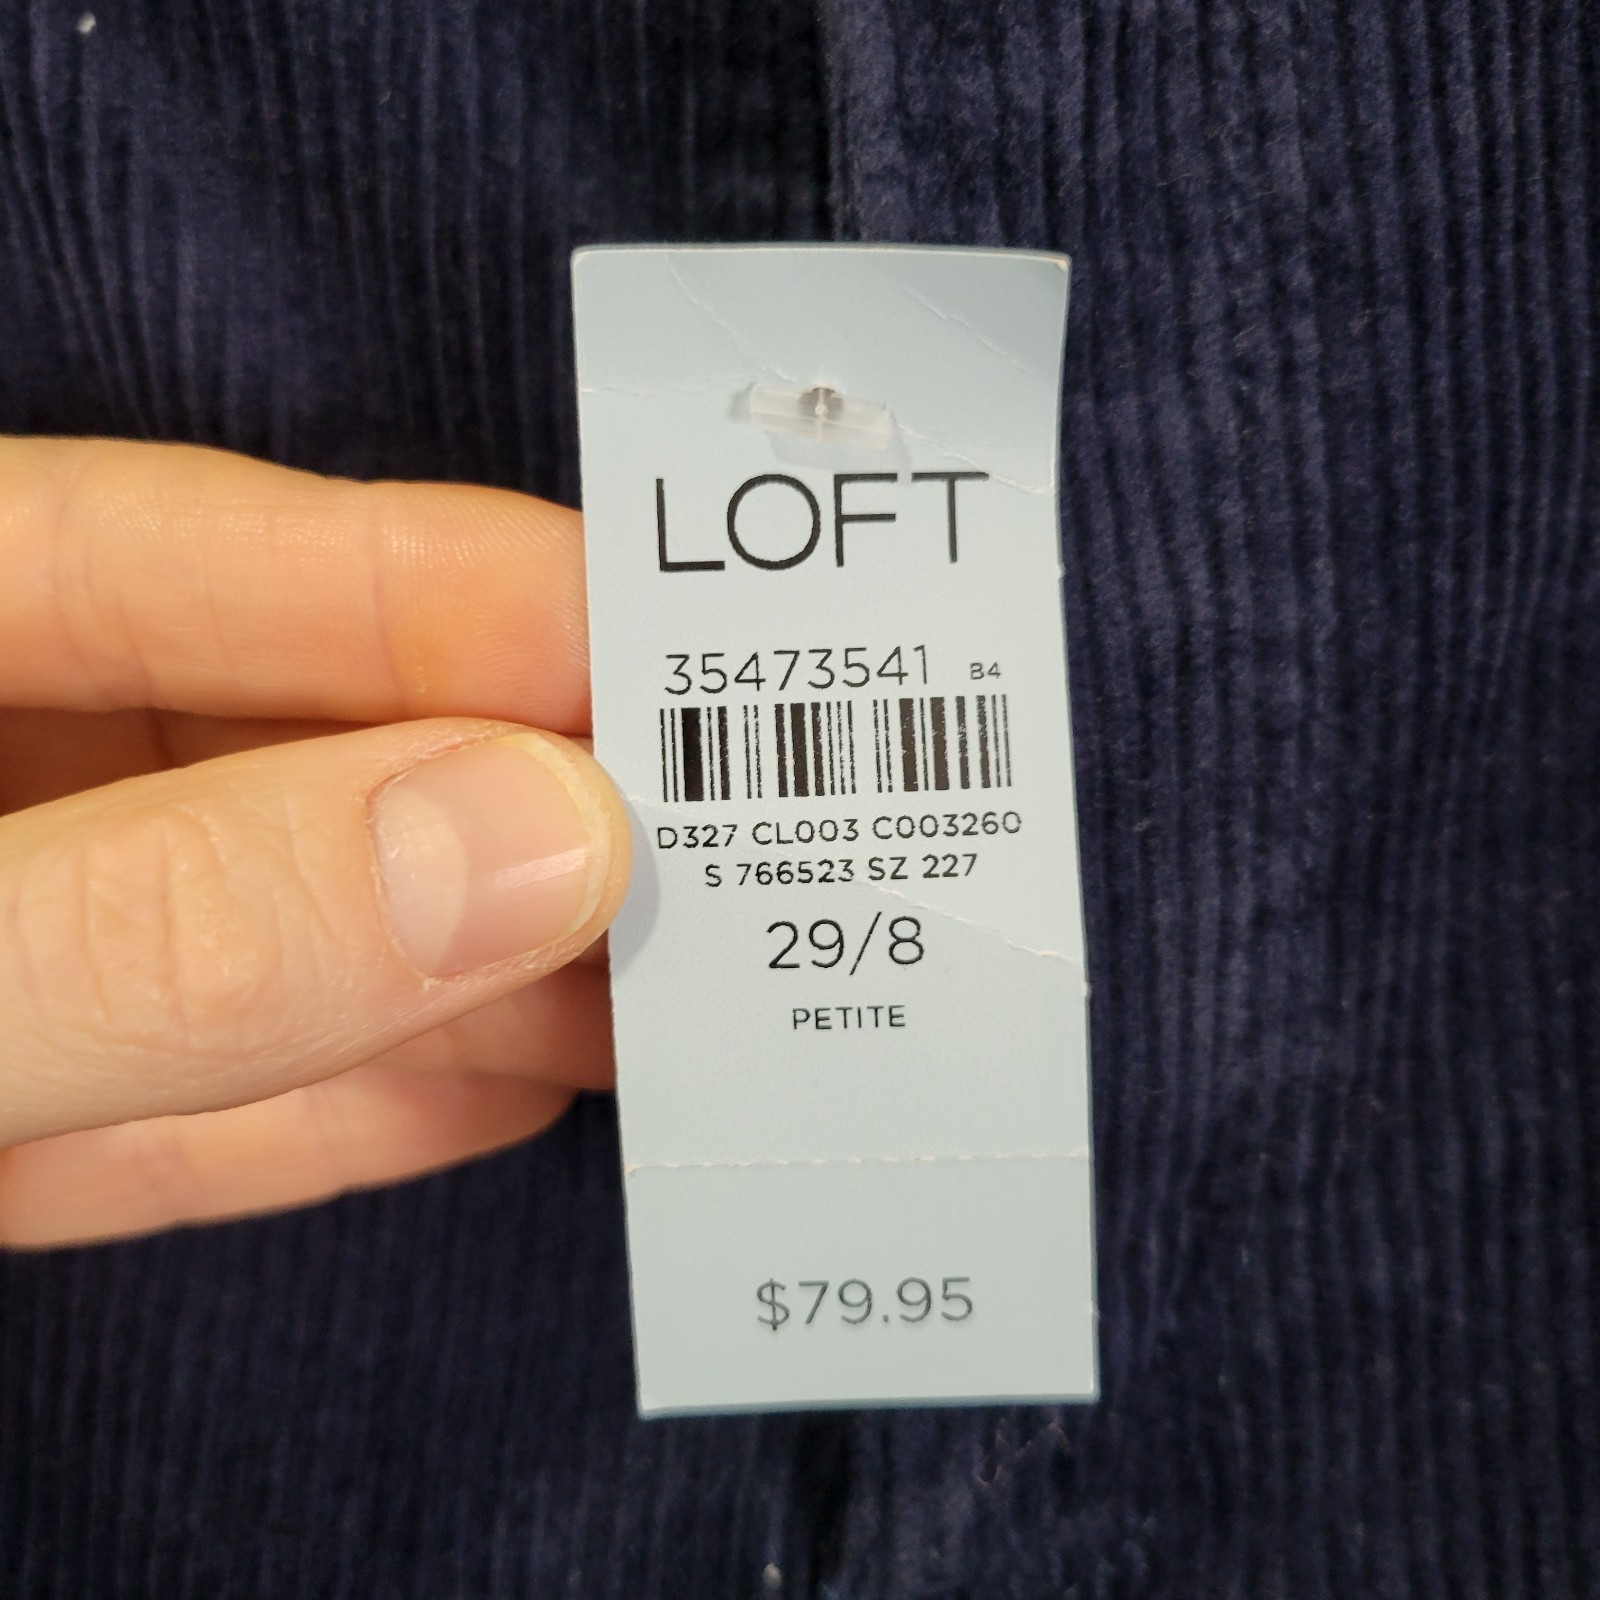 LOFT
35473541 B4
D327 CL003 C003260
S 766523 SZ 227
29/8
PETITE
$79.95